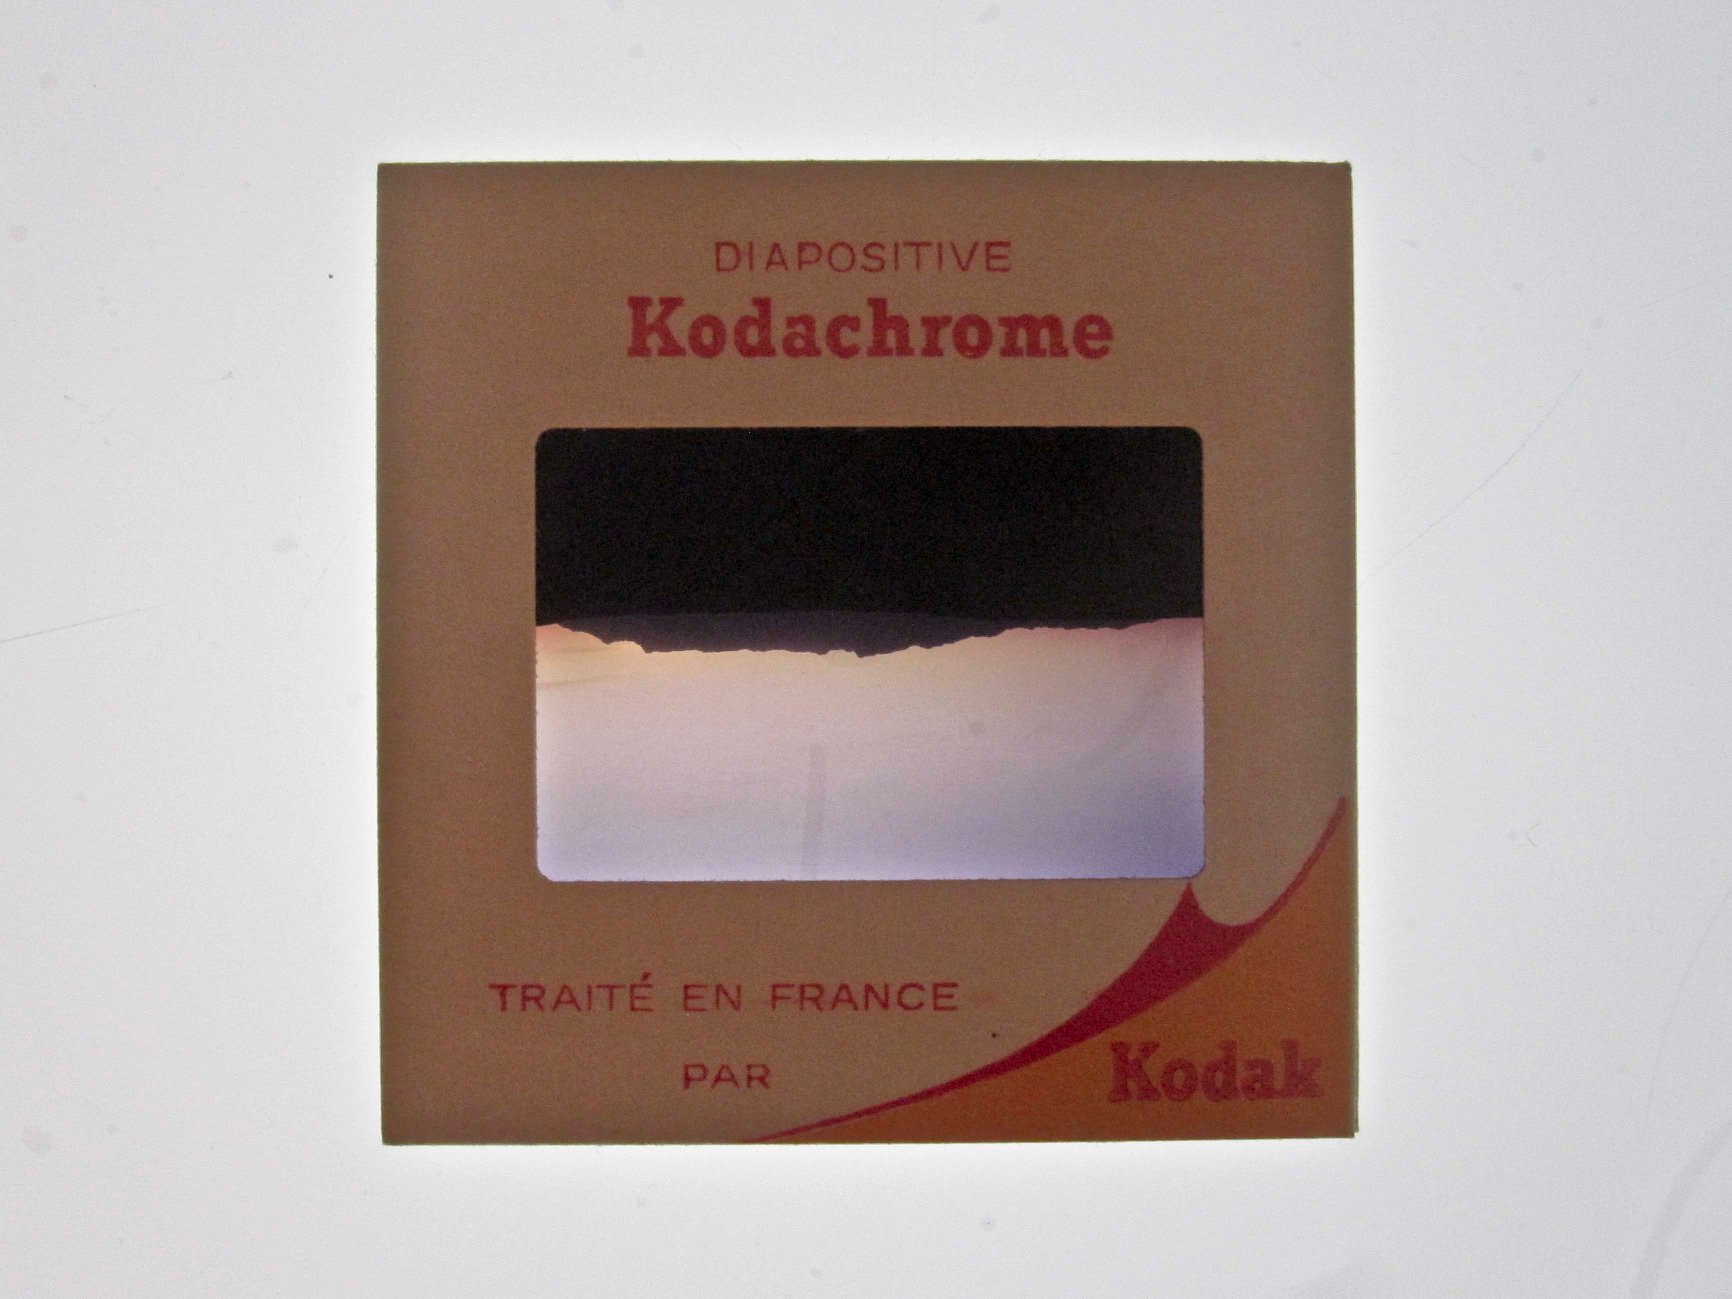 DIAPOSITIVE
Kodachrome
TRAITÉ EN FRANCE
PAR
Kodak